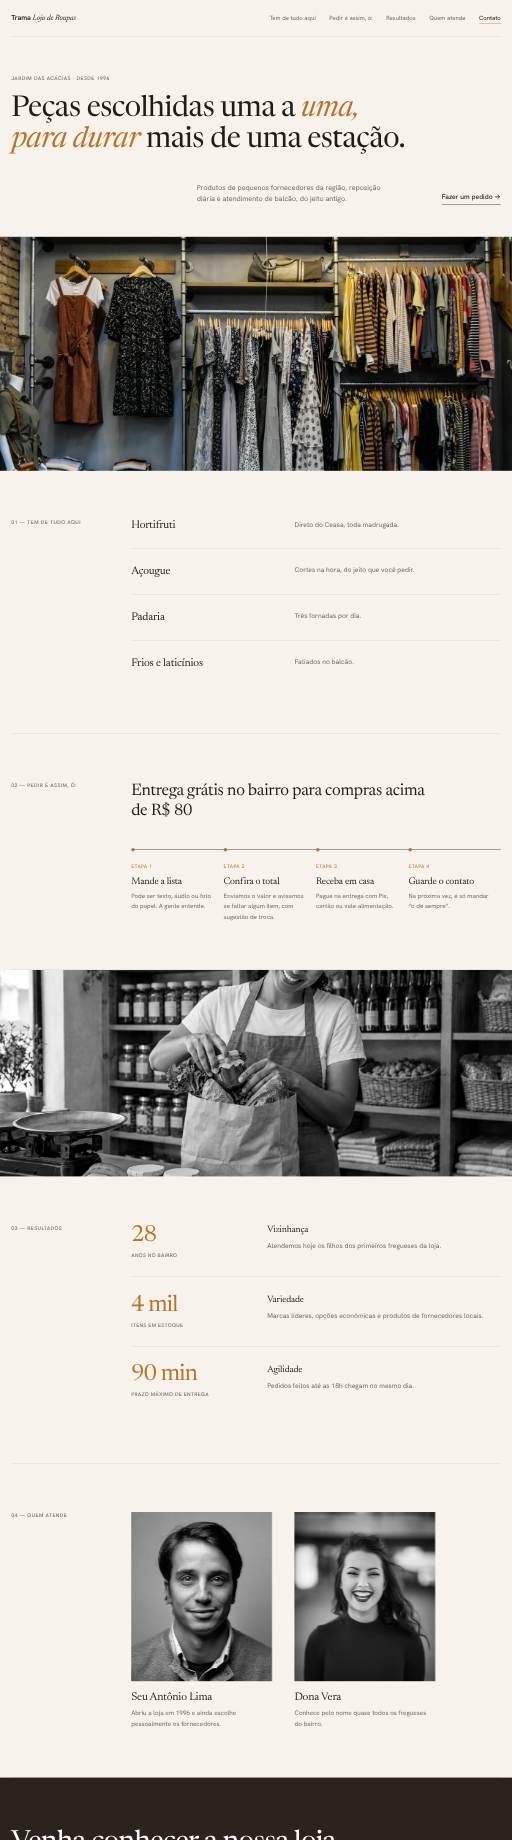 Trama Loja de Roupas
Tem de tudo aqui
Pedir é assim, ó:
Resultados
Quem atende
Contato
JARDIM DAS ACÁCIAS · DESDE 1996
Peças escolhidas uma a uma,
para durar mais de uma estação.
Produtos de pequenos fornecedores da região, reposição
diária e atendimento de balcão, do jeito antigo.
Fazer um pedido →
01 — TEM DE TUDO AQUI
Hortifruti
Direto do Ceasa, toda madrugada.
Açougue
Cortes na hora, do jeito que você pedir.
Padaria
Três fornadas por dia.
Frios e laticínios
Fatiados no balcão.
02 — PEDIR É ASSIM, Ó:
Entrega grátis no bairro para compras acima
de R$ 80
ETAPA 1
Mande a lista
Pode ser texto, áudio ou foto
do papel. A gente entende.
ETAPA 2
Confira o total
Enviamos o valor e avisamos
se faltar algum item, com
sugestão de troca.
ETAPA 3
Receba em casa
Pague na entrega com Pix,
cartão ou vale-alimentação.
ETAPA 4
Guarde o contato
Na próxima vez, é só mandar
"o de sempre".
03 — RESULTADOS
28
ANOS NO BAIRRO
Vizinhança
Atendemos hoje os filhos dos primeiros fregueses da loja.
4 mil
ITENS EM ESTOQUE
Variedade
Marcas líderes, opções econômicas e produtos de fornecedores locais.
90 min
PRAZO MÁXIMO DE ENTREGA
Agilidade
Pedidos feitos até as 18h chegam no mesmo dia.
04 — QUEM ATENDE
Seu Antônio Lima
Abriu a loja em 1996 e ainda escolhe
pessoalmente os fornecedores.
Dona Vera
Conhece pelo nome quase todos os fregueses
do bairro.
Venha conhecer a nossa loja